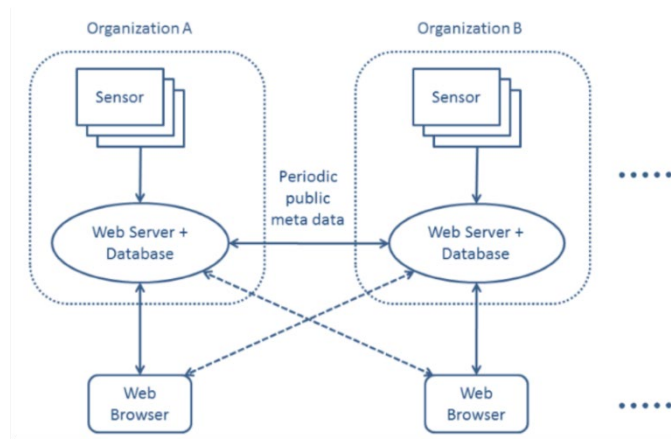 Organization A
Organization B
Sensor
Sensor
Periodic
public
meta data
Web Server +
Database
Web Server +
Database
Web
Browser
Web
Browser